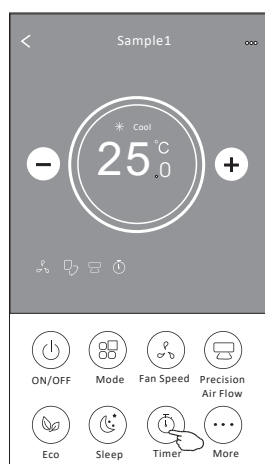 Sample1
Cool
25.0°C
ON/OFF Mode Fan Speed Precision Air Flow
Eco Sleep Timer More